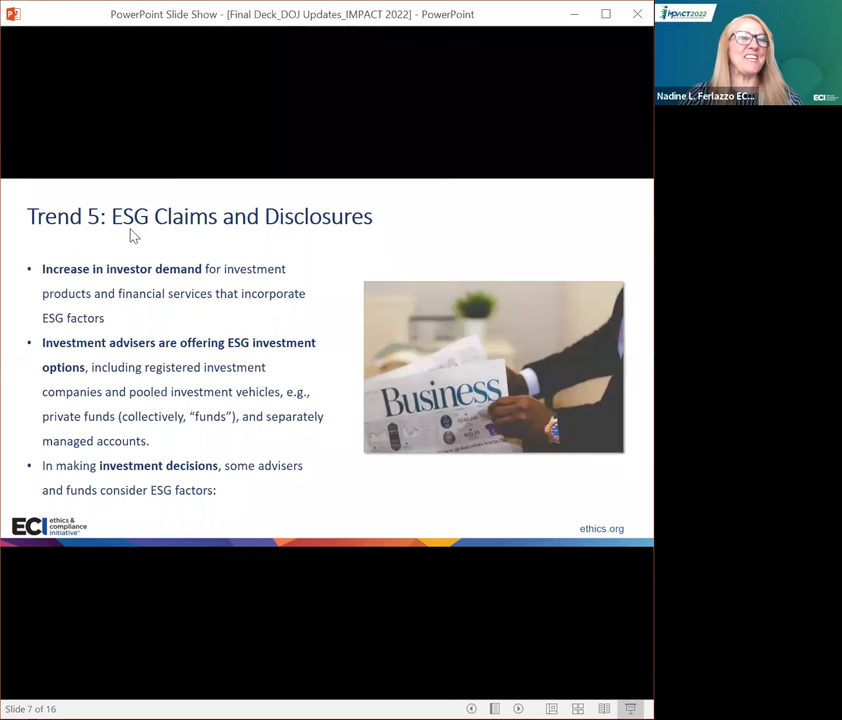 PowerPoint Slide Show - [Final Deck_DOJ Updates_IMPACT 2022] - PowerPoint
IMPACT2022
Nadine L. Ferlazzo EC...
ECI
Trend 5: ESG Claims and Disclosures
• Increase in investor demand for investment
products and financial services that incorporate
ESG factors
• Investment advisers are offering ESG investment
options, including registered investment
companies and pooled investment vehicles, e.g.,
private funds (collectively, “funds”), and separately
managed accounts.
• In making investment decisions, some advisers
and funds consider ESG factors:
Business
ECI ethics &
compliance
initiative
ethics.org
Slide 7 of 16